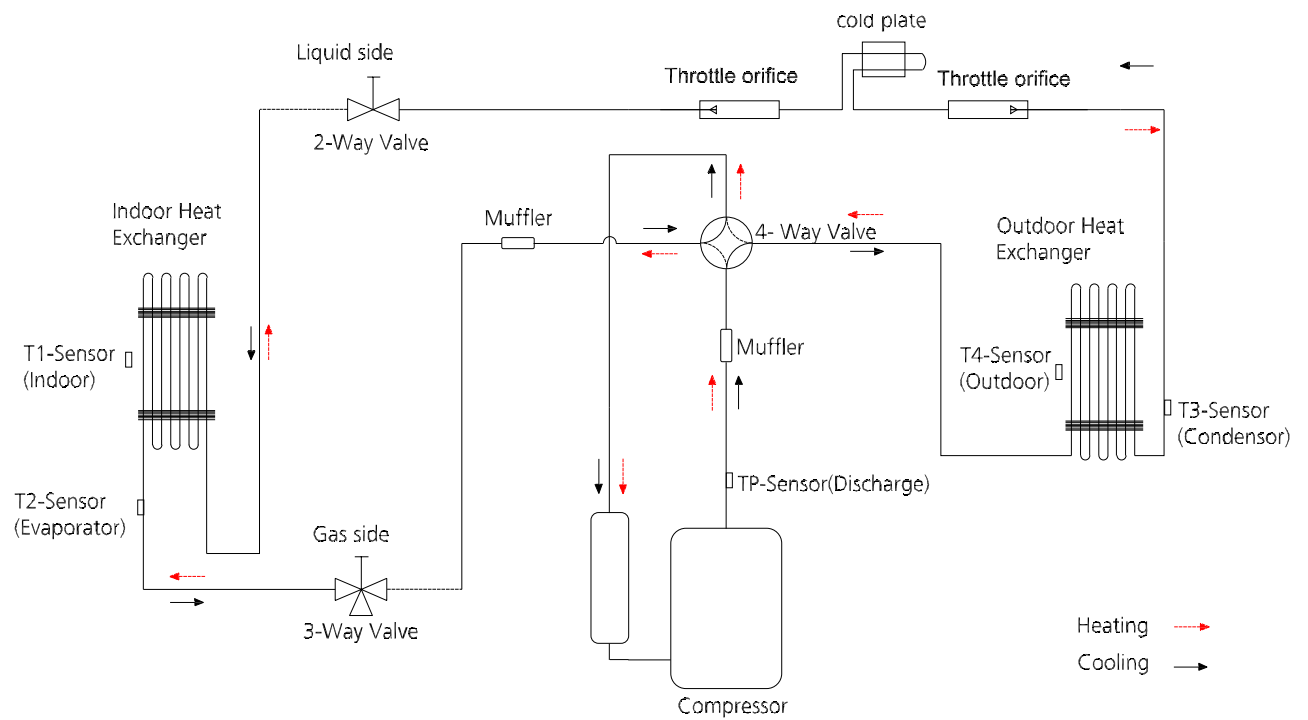 cold plate
Liquid side
Throttle orifice
Throttle orifice
2-Way Valve
Indoor Heat
Exchanger
Muffler
4- Way Valve
Outdoor Heat
Exchanger
T1-Sensor
(Indoor)
Muffler
T4-Sensor
(Outdoor)
T3-Sensor
(Condensor)
T2-Sensor
(Evaporator)
TP-Sensor(Discharge)
Gas side
3-Way Valve
Heating
Cooling
Compressor